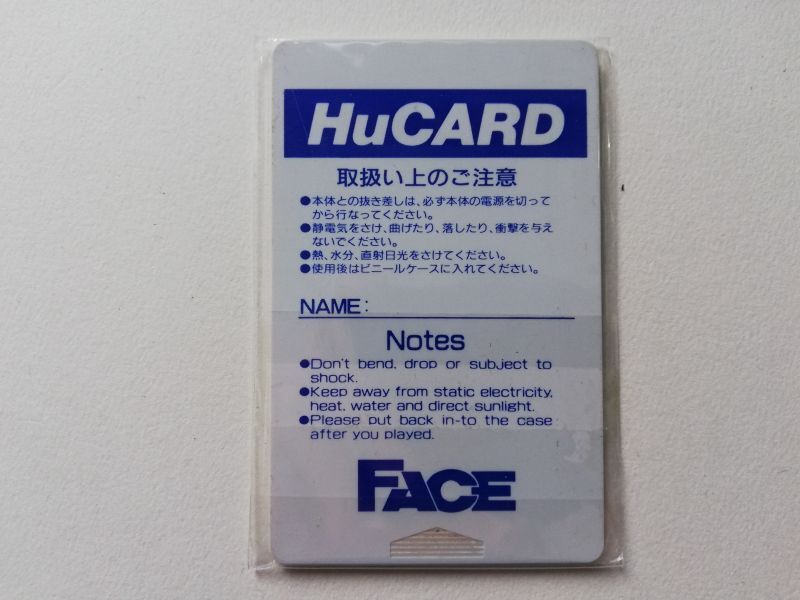 HuCARD
取扱い上のご注意
●本体との抜き差しは、必ず本体の電源を切って
から行なってください。
●静電気をさけ、曲げたり、落したり、衝撃を与え
ないでください。
●熱、水分、直射日光をさけてください。
●使用後はビニールケースに入れてください。
NAME:
Notes
●Don't bend, drop or subject to
shock.
●Keep away from static electricity,
heat, water and direct sunlight.
●Please put back in-to the case
after you played.
FACE